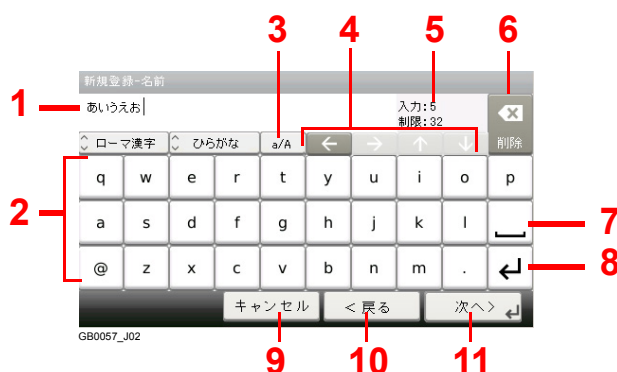 3 4 5 6
新規登録-名前
1 あいうえお 入力:5
制限:32
ローマ漢字 ひらがな a/A ← → ↑ ↓ 削除
2 q w e r t y u i o p
a s d f g h j k l 7
@ z x c v b n m . 8
キャンセル <戻る 次へ>
GB0057_J02
9 10 11